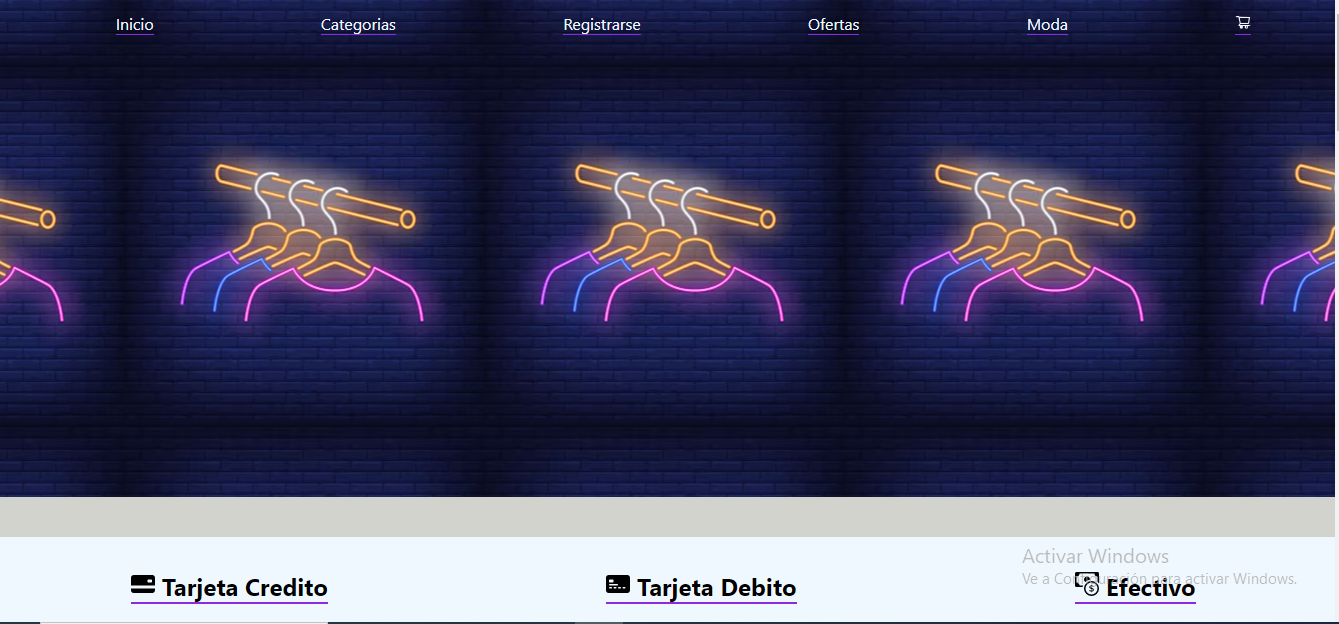 Inicio Categorias Registrarse Ofertas Moda
Activar Windows
Ve a Configuración para activar Windows.
Tarjeta Credito Tarjeta Debito Efectivo